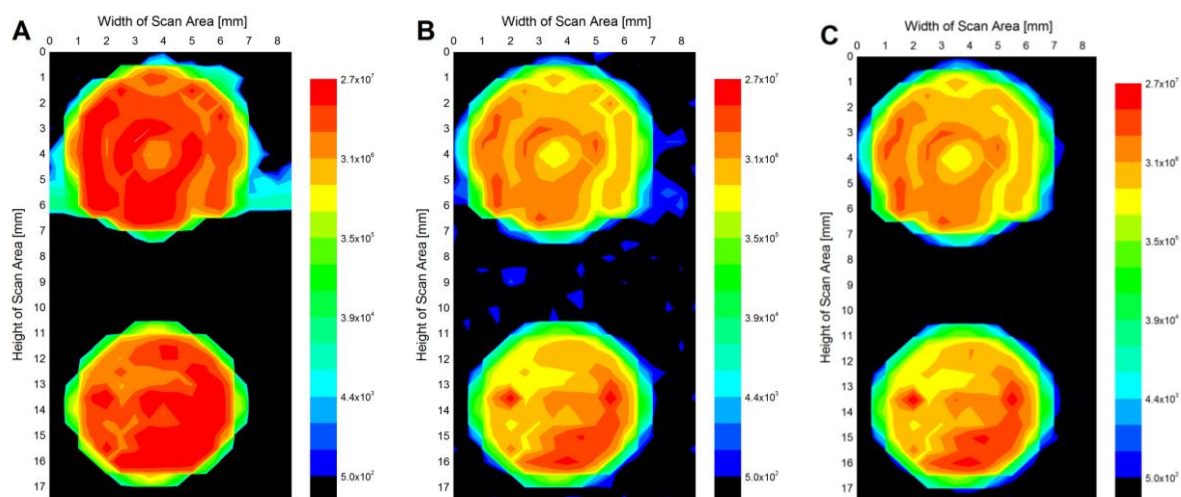 A
Width of Scan Area [mm]
0 1 2 3 4 5 6 7 8
Height of Scan Area [mm]
0
1
2
3
4
5
6
7
8
9
10
11
12
13
14
15
16
17
2.7x10⁷
3.1x10⁶
3.5x10⁵
3.9x10⁴
4.4x10³
5.0x10²
B
Width of Scan Area [mm]
0 1 2 3 4 5 6 7 8
Height of Scan Area [mm]
0
1
2
3
4
5
6
7
8
9
10
11
12
13
14
15
16
17
2.7x10⁷
3.1x10⁶
3.5x10⁵
3.9x10⁴
4.4x10³
5.0x10²
C
Width of Scan Area [mm]
0 1 2 3 4 5 6 7 8
Height of Scan Area [mm]
0
1
2
3
4
5
6
7
8
9
10
11
12
13
14
15
16
17
2.7x10⁷
3.1x10⁶
3.5x10⁵
3.9x10⁴
4.4x10³
5.0x10²